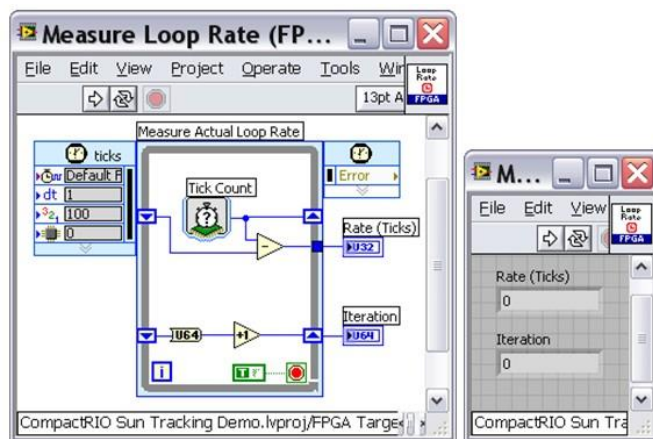 Measure Loop Rate (FP...
File Edit View Project Operate Tools Wir
Loop
Rate
FPGA
13pt A
Measure Actual Loop Rate
ticks
Default F
dt 1
100
0
Tick Count
Error
Rate (Ticks)
U32
Iteration
U64
+1
U64
i
T F
CompactRIO Sun Tracking Demo.lvproj/FPGA Targe
M...
File Edit View
Loop
Rate
FPGA
Rate (Ticks)
0
Iteration
0
CompactRIO Sun Tra